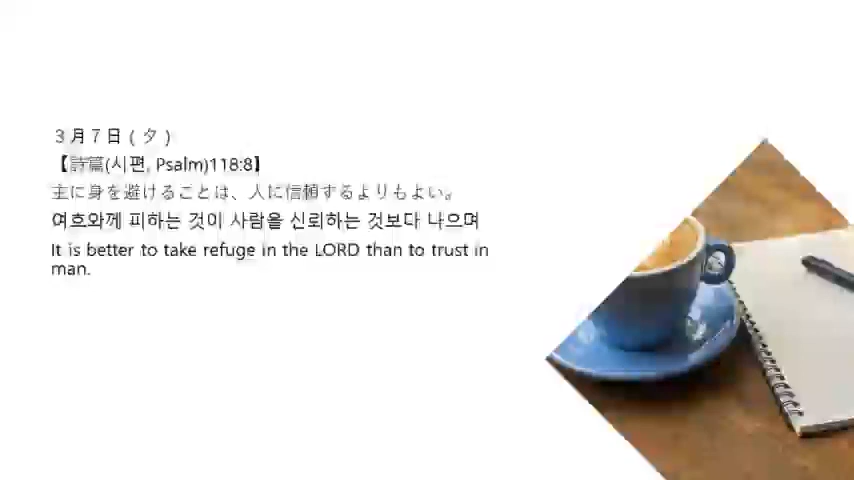 ３月７日(夕)
【詩篇(시편, Psalm)118:8】
主に身を避けることは、人に信頼するよりもよい。
여호와께 피하는 것이 사람을 신뢰하는 것보다 나으며
It is better to take refuge in the LORD than to trust in
man.